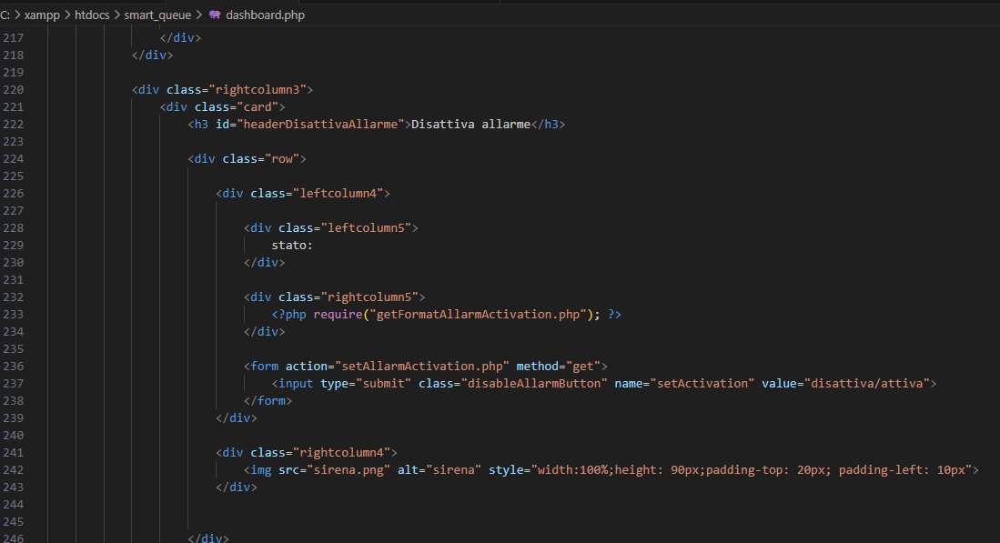 C: > xampp > htdocs > smart_queue > dashboard.php
217 </div>
218 </div>
219
220 <div class="rightcolumn3">
221 <div class="card">
222 <h3 id="headerDisattivaAllarme">Disattiva allarme</h3>
223
224 <div class="row">
225
226 <div class="leftcolumn4">
227
228 <div class="leftcolumn5">
229 stato:
230 </div>
231
232 <div class="rightcolumn5">
233 <?php require("getFormatAllarmActivation.php"); ?>
234 </div>
235
236 <form action="setAllarmActivation.php" method="get">
237 <input type="submit" class="disableAllarmButton" name="setActivation" value="disattiva/attiva">
238 </form>
239 </div>
240
241 <div class="rightcolumn4">
242 <img src="sirena.png" alt="sirena" style="width:100%;height: 90px;padding-top: 20px; padding-left: 10px">
243 </div>
244
245
246 </div>